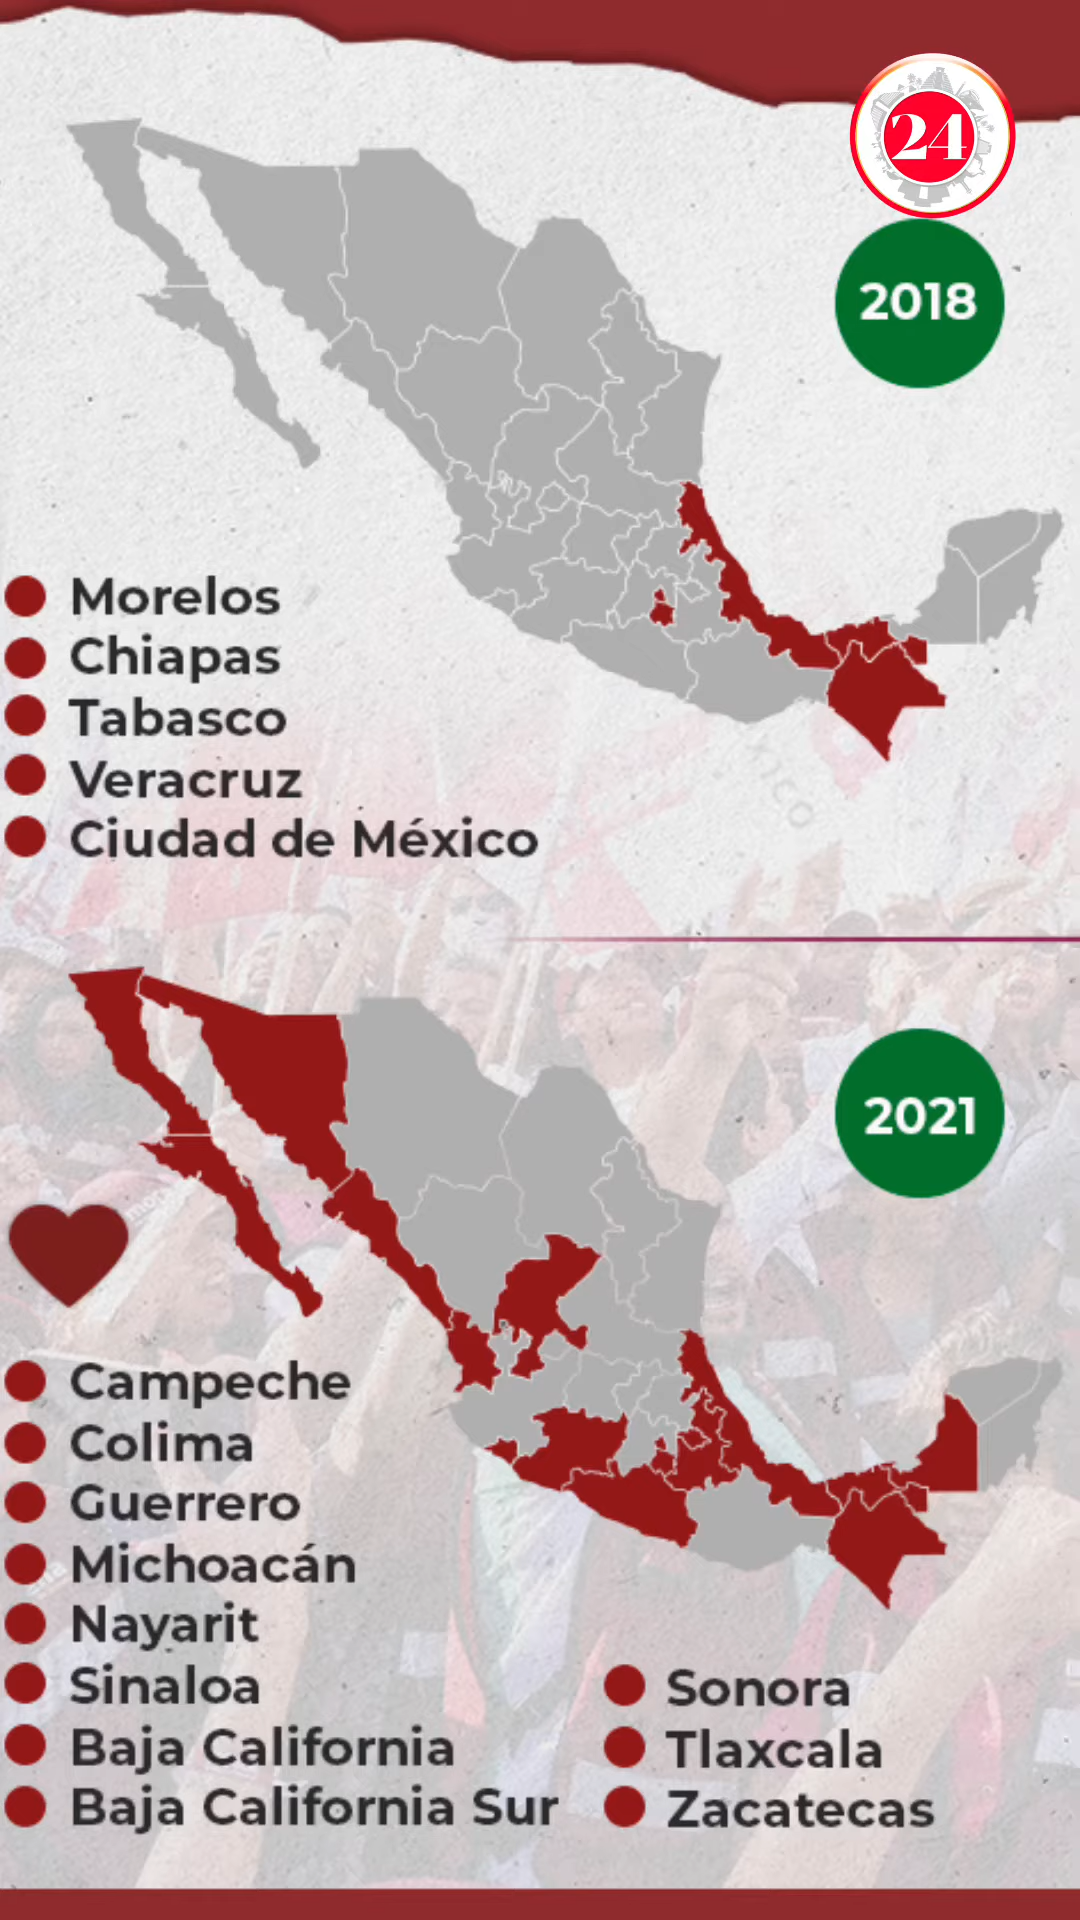 24
2018
Morelos
Chiapas
Tabasco
Veracruz
Ciudad de México
2021
Campeche
Colima
Guerrero
Michoacán
Nayarit
Sinaloa
Baja California
Baja California Sur
Sonora
Tlaxcala
Zacatecas